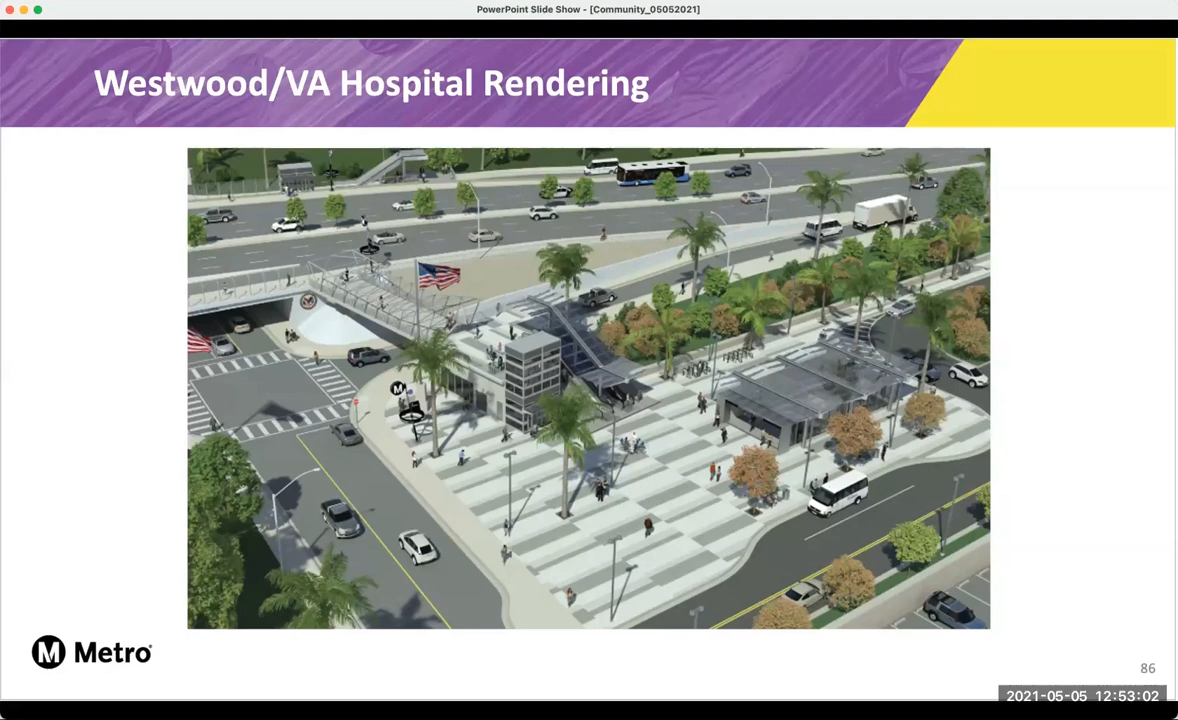 PowerPoint Slide Show - [Community_05052021]
Westwood/VA Hospital Rendering
M
M Metro
86
2021-05-05 12:53:02